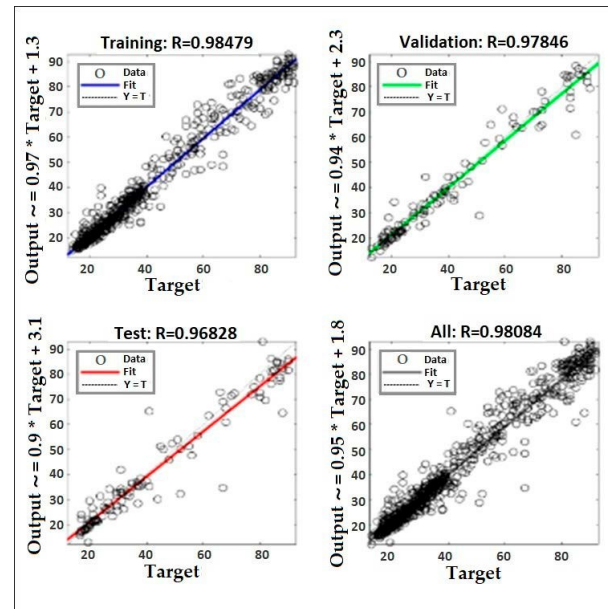 Training: R=0.98479
Output ~= 0.97 * Target + 1.3
Data
Fit
Y = T
90
80
70
60
50
40
30
20
20 40 60 80
Target
Validation: R=0.97846
Output ~= 0.94 * Target + 2.3
Data
Fit
Y = T
90
80
70
60
50
40
30
20
20 40 60 80
Target
Test: R=0.96828
Output ~= 0.9 * Target + 3.1
Data
Fit
Y = T
90
80
70
60
50
40
30
20
20 40 60 80
Target
All: R=0.98084
Output ~= 0.95 * Target + 1.8
Data
Fit
Y = T
90
80
70
60
50
40
30
20
20 40 60 80
Target